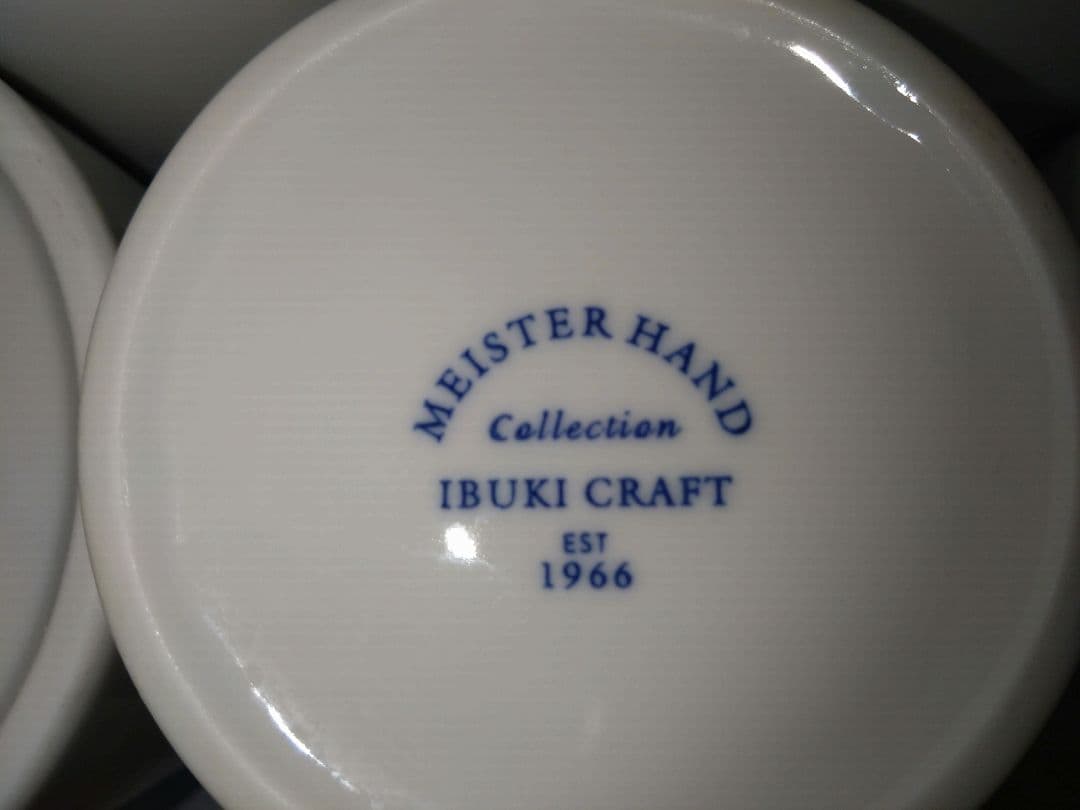 MEISTER HAND
Collection
IBUKI CRAFT
EST
1966